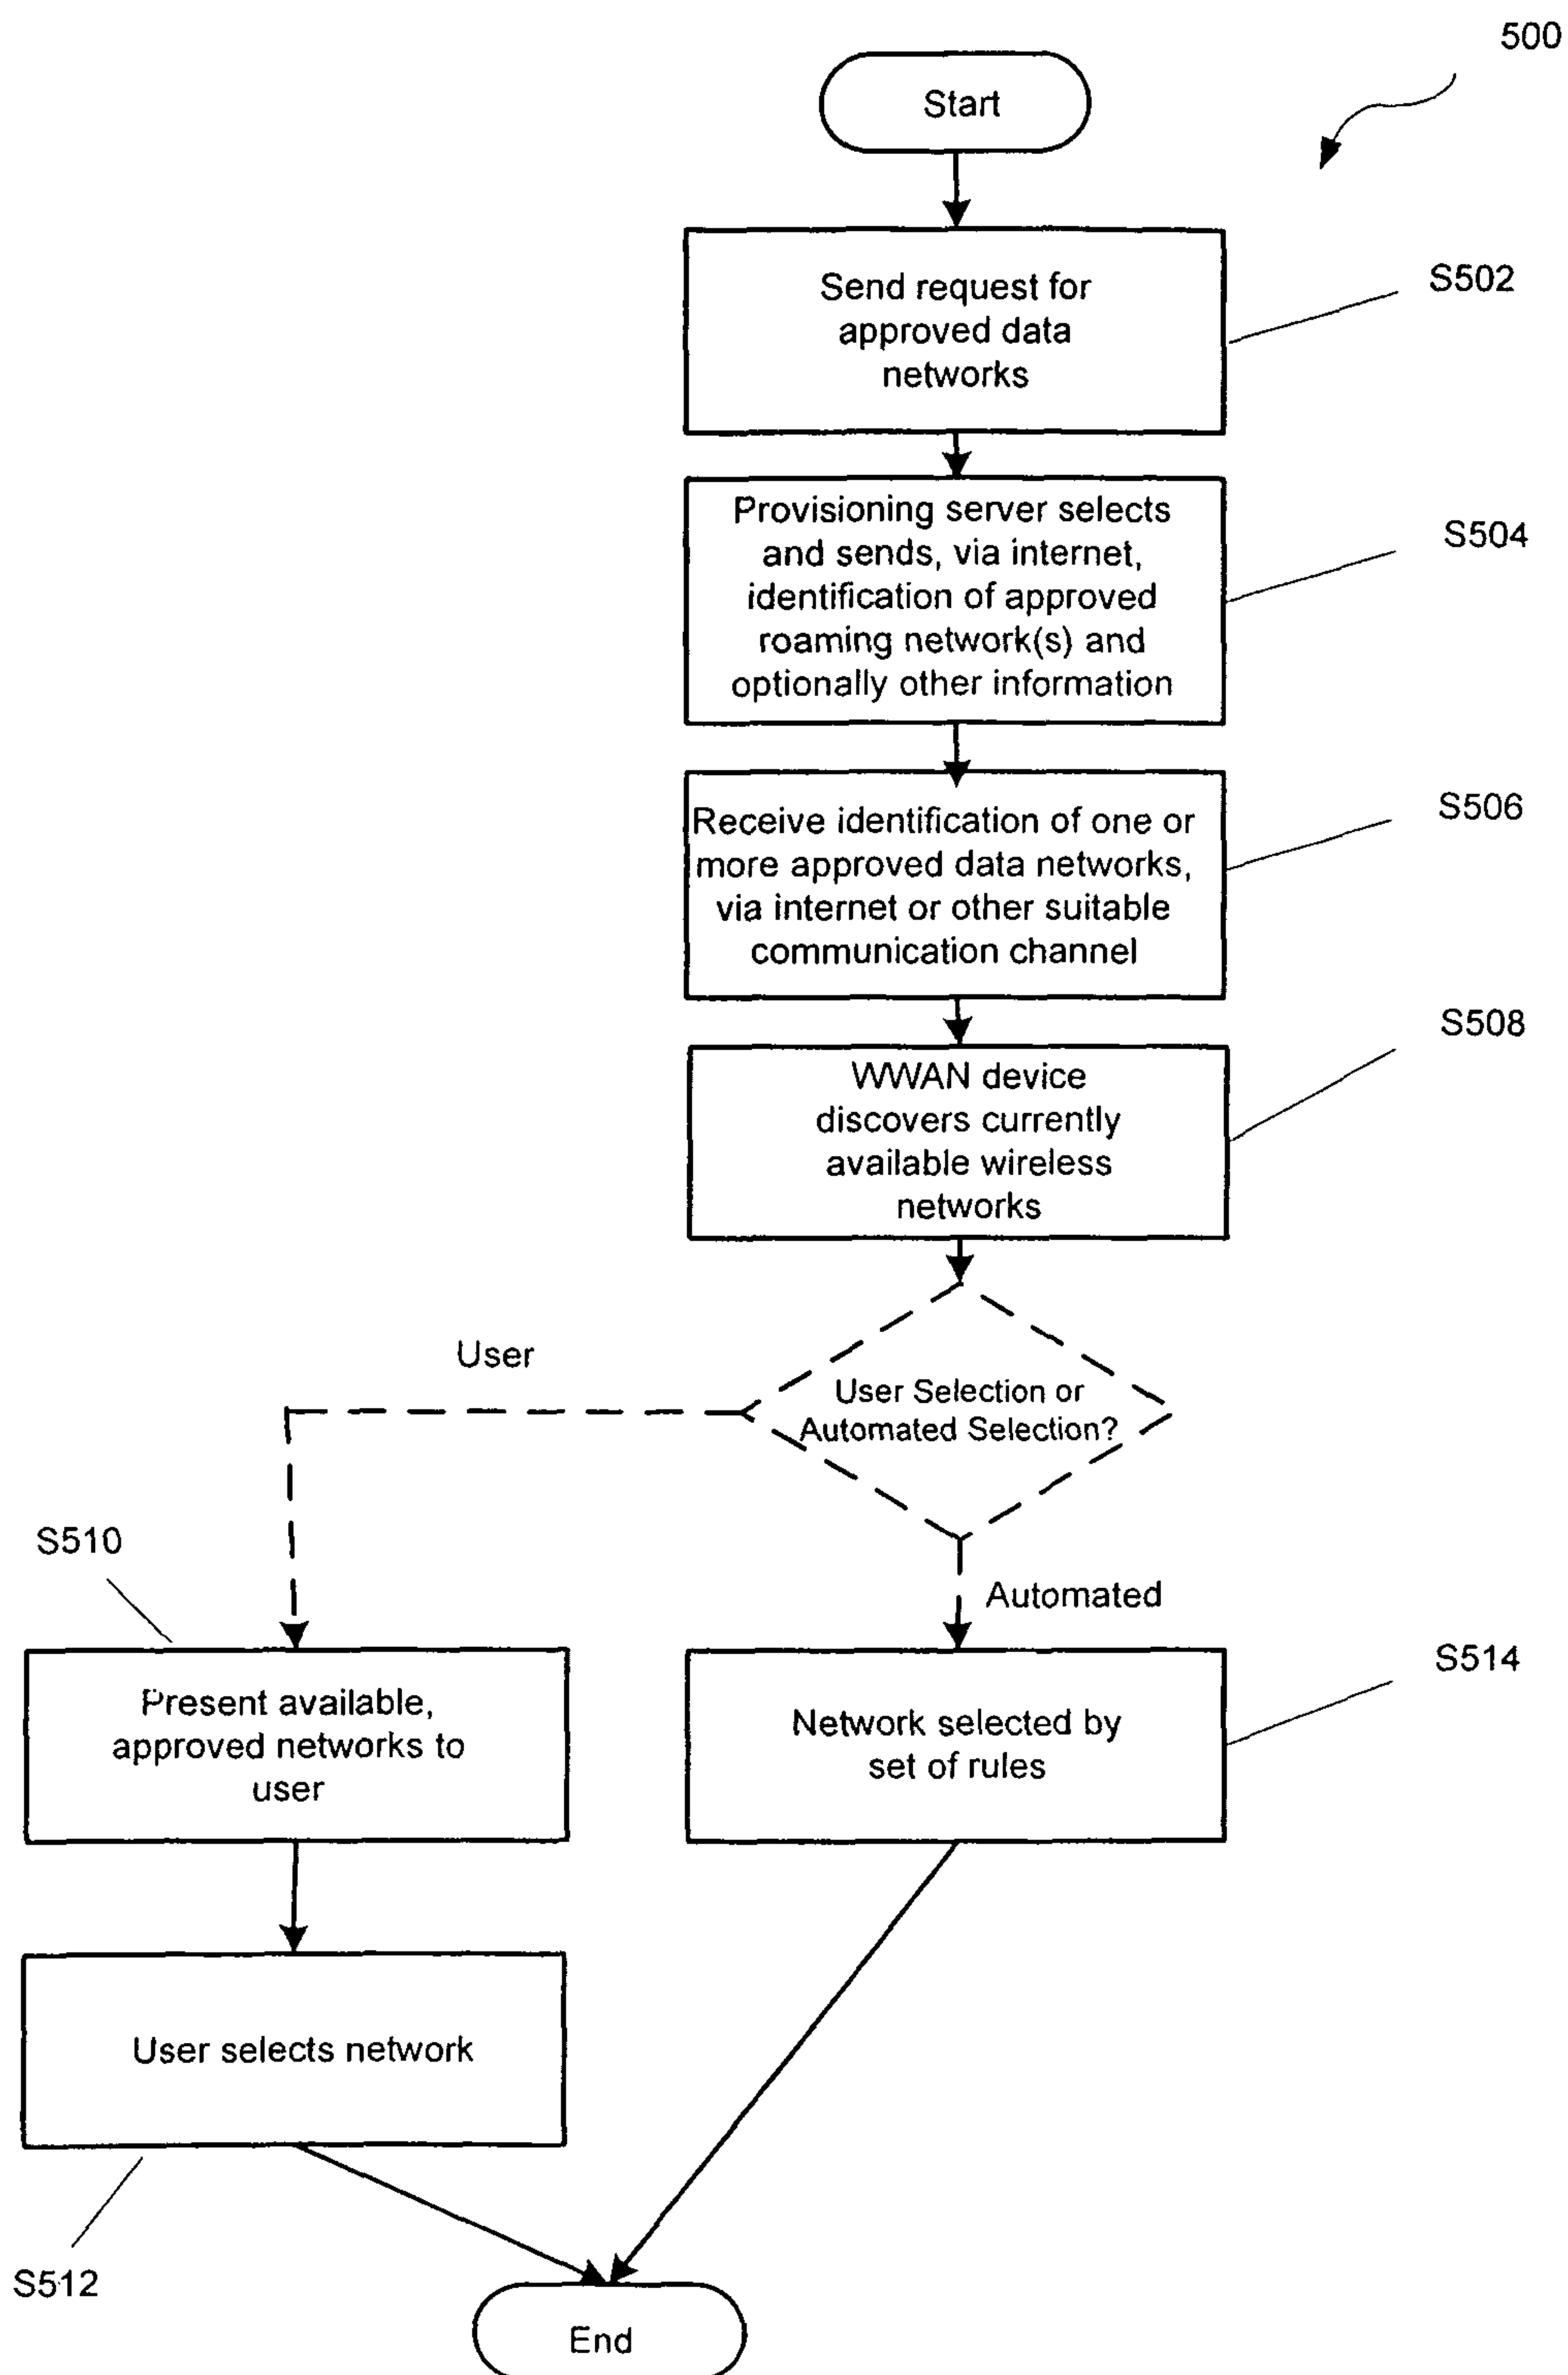 500
Start
Send request for
approved data
networks
S502
Provisioning server selects
and sends, via internet,
identification of approved
roaming network(s) and
optionally other information
S504
Receive identification of one or
more approved data networks,
via internet or other suitable
communication channel
S506
WWAN device
discovers currently
available wireless
networks
S508
User Selection or
Automated Selection?
User
Automated
S510
Present available,
approved networks to
user
Network selected by
set of rules
S514
User selects network
S512
End